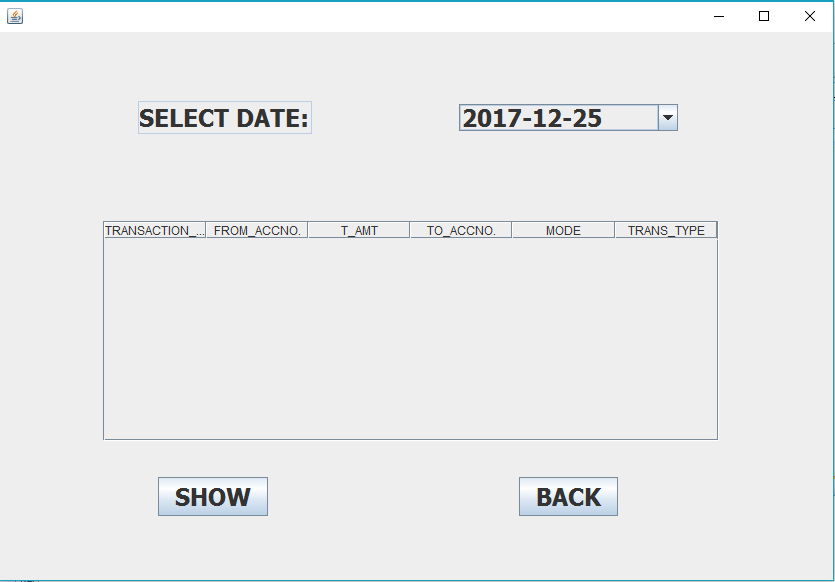 SELECT DATE: 2017-12-25
TRANSACTION_... FROM_ACCNO. T_AMT TO_ACCNO. MODE TRANS_TYPE
SHOW BACK